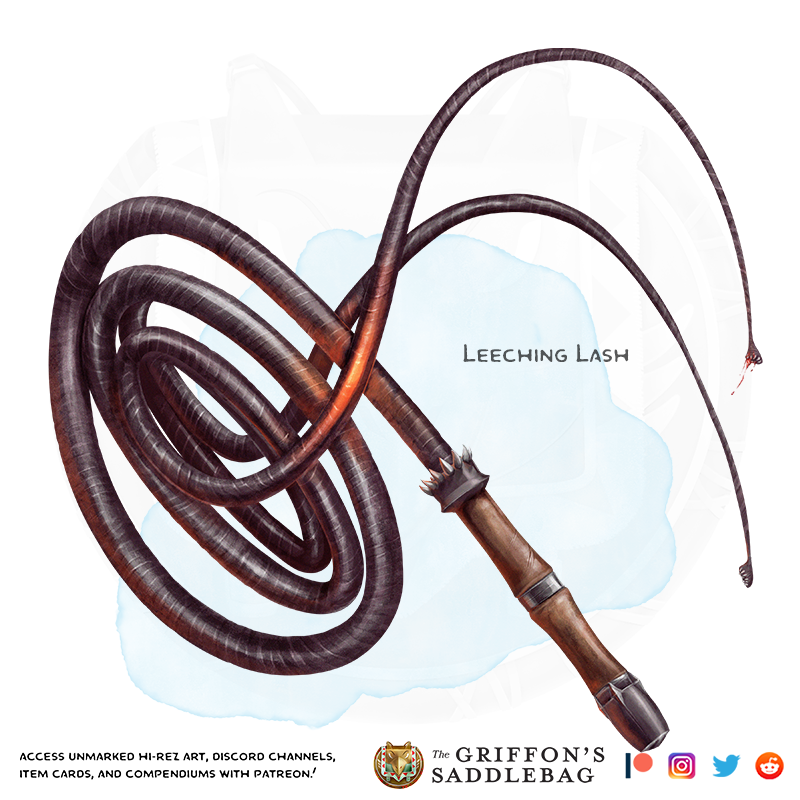 Leeching Lash
ACCESS UNMARKED HI-REZ ART, DISCORD CHANNELS,
ITEM CARDS, AND COMPENDIUMS WITH PATREON!
The GRIFFON'S
SADDLEBAG